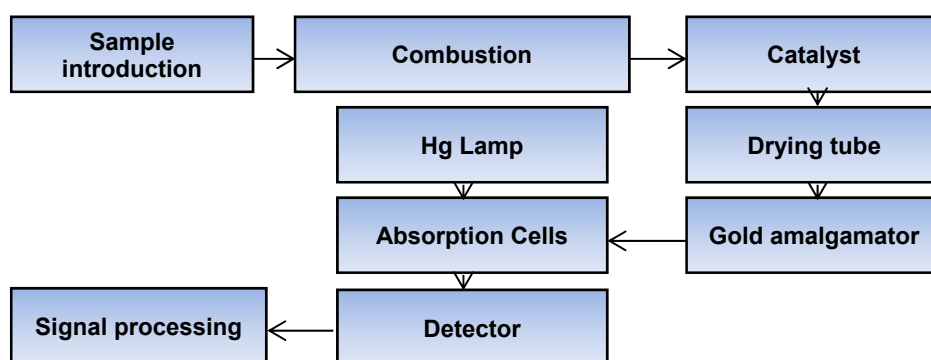 Sample
introduction
Combustion
Catalyst
Hg Lamp
Drying tube
Absorption Cells
Gold amalgamator
Signal processing
Detector